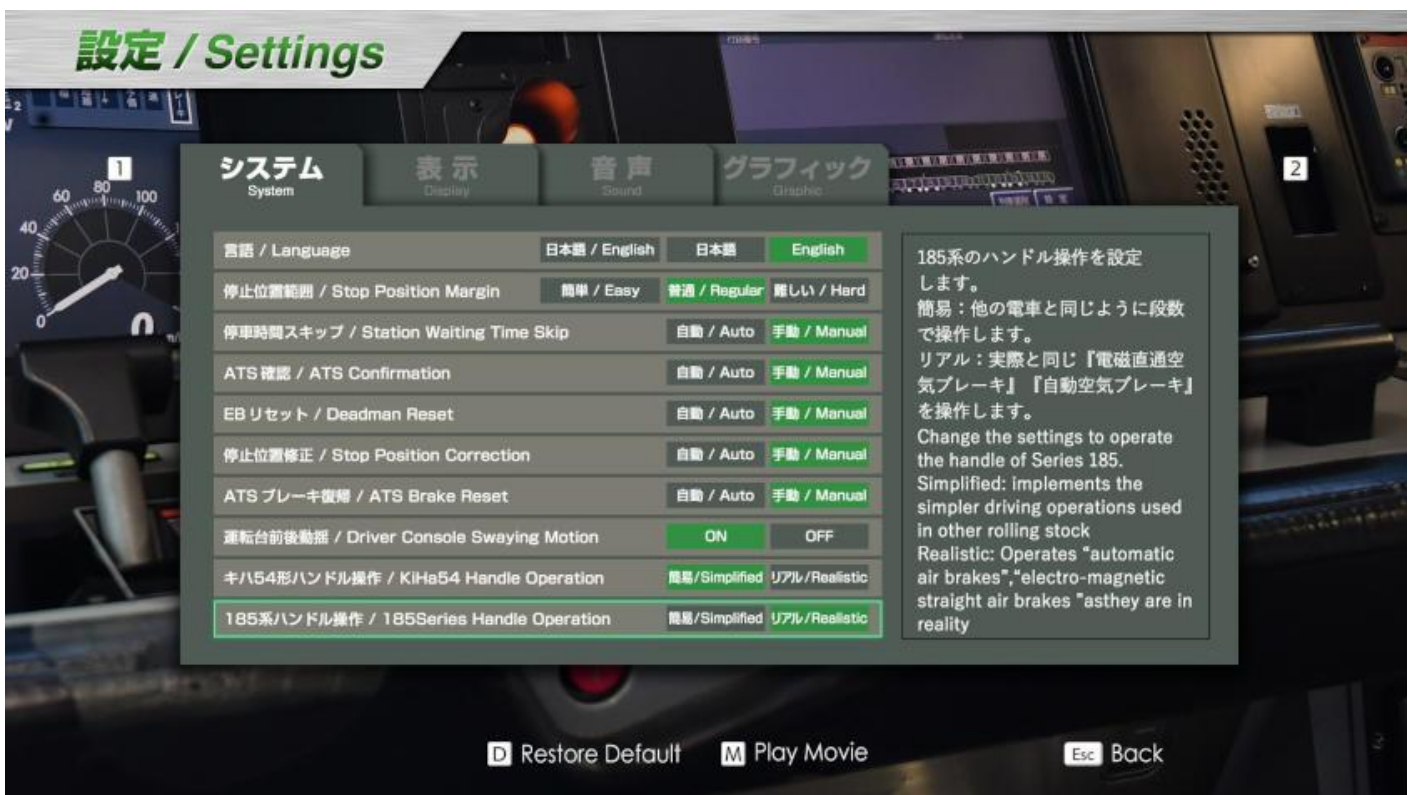 設定 / Settings
1
2
システム
System
表示
Display
音声
Sound
グラフィック
Graphic
言語 / Language 日本語 / English 日本語 English
停止位置範囲 / Stop Position Margin 簡単 / Easy 普通 / Regular 難しい / Hard
停車時間スキップ / Station Waiting Time Skip 自動 / Auto 手動 / Manual
ATS 確認 / ATS Confirmation 自動 / Auto 手動 / Manual
EB リセット / Deadman Reset 自動 / Auto 手動 / Manual
停止位置修正 / Stop Position Correction 自動 / Auto 手動 / Manual
ATS ブレーキ復帰 / ATS Brake Reset 自動 / Auto 手動 / Manual
運転台前後動揺 / Driver Console Swaying Motion ON OFF
キハ54形ハンドル操作 / KiHa54 Handle Operation 簡易/Simplified リアル/Realistic
185系ハンドル操作 / 185Series Handle Operation 簡易/Simplified リアル/Realistic
185系のハンドル操作を設定
します。
簡易：他の電車と同じように段数
で操作します。
リアル：実際と同じ『電磁直通空
気ブレーキ』『自動空気ブレーキ』
を操作します。
Change the settings to operate
the handle of Series 185.
Simplified: implements the
simpler driving operations used
in other rolling stock
Realistic: Operates "automatic
air brakes","electro-magnetic
straight air brakes "asthey are in
reality
0
20
40
60
80
100
0
D Restore Default M Play Movie Esc Back